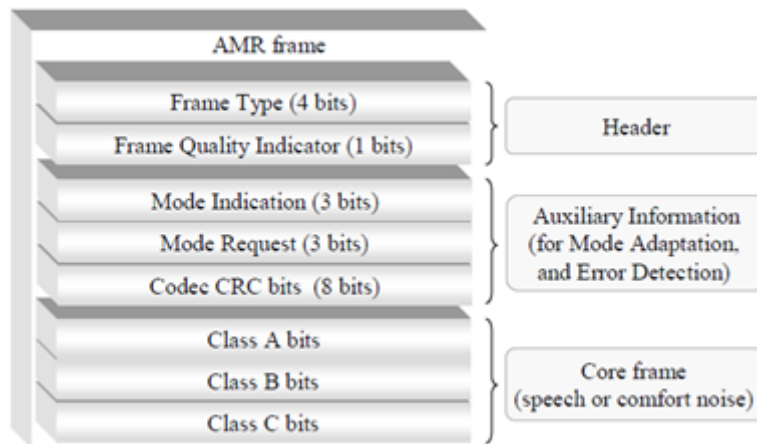 AMR frame
Frame Type (4 bits)
Frame Quality Indicator (1 bits)
Header
Mode Indication (3 bits)
Mode Request (3 bits)
Codec CRC bits (8 bits)
Auxiliary Information
(for Mode Adaptation,
and Error Detection)
Class A bits
Class B bits
Class C bits
Core frame
(speech or comfort noise)